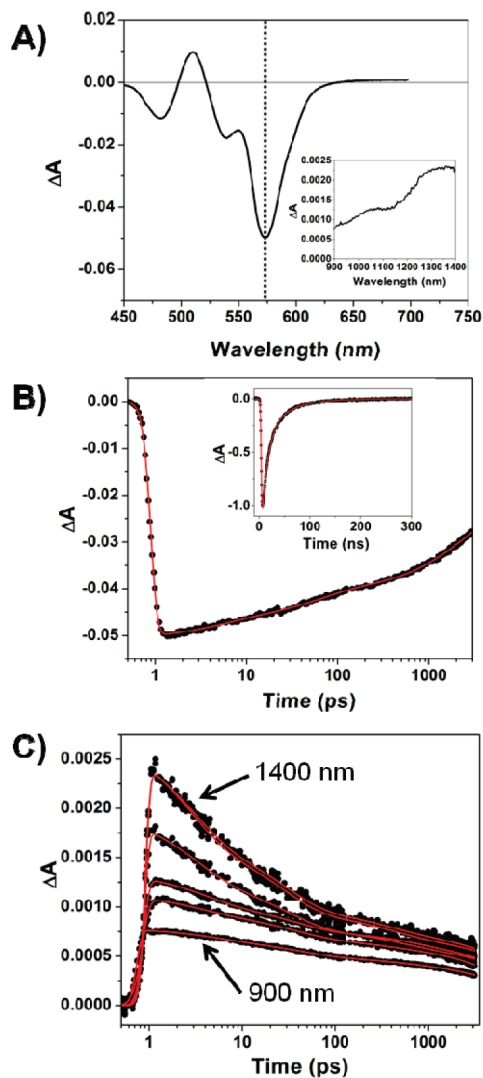 A)
0.02
0.00
-0.02
-0.04
-0.06
ΔA
450 500 550 600 650 700 750
Wavelength (nm)
0.0025
0.0020
0.0015
0.0010
0.0005
0.0000
ΔA
900 1000 1100 1200 1300 1400
Wavelength (nm)
B)
0.00
-0.01
-0.02
-0.03
-0.04
-0.05
ΔA
1 10 100 1000
Time (ps)
0.0
-0.5
-1.0
ΔA
0 100 200 300
Time (ns)
C)
0.0025
0.0020
0.0015
0.0010
0.0005
0.0000
ΔA
1400 nm
900 nm
1 10 100 1000
Time (ps)